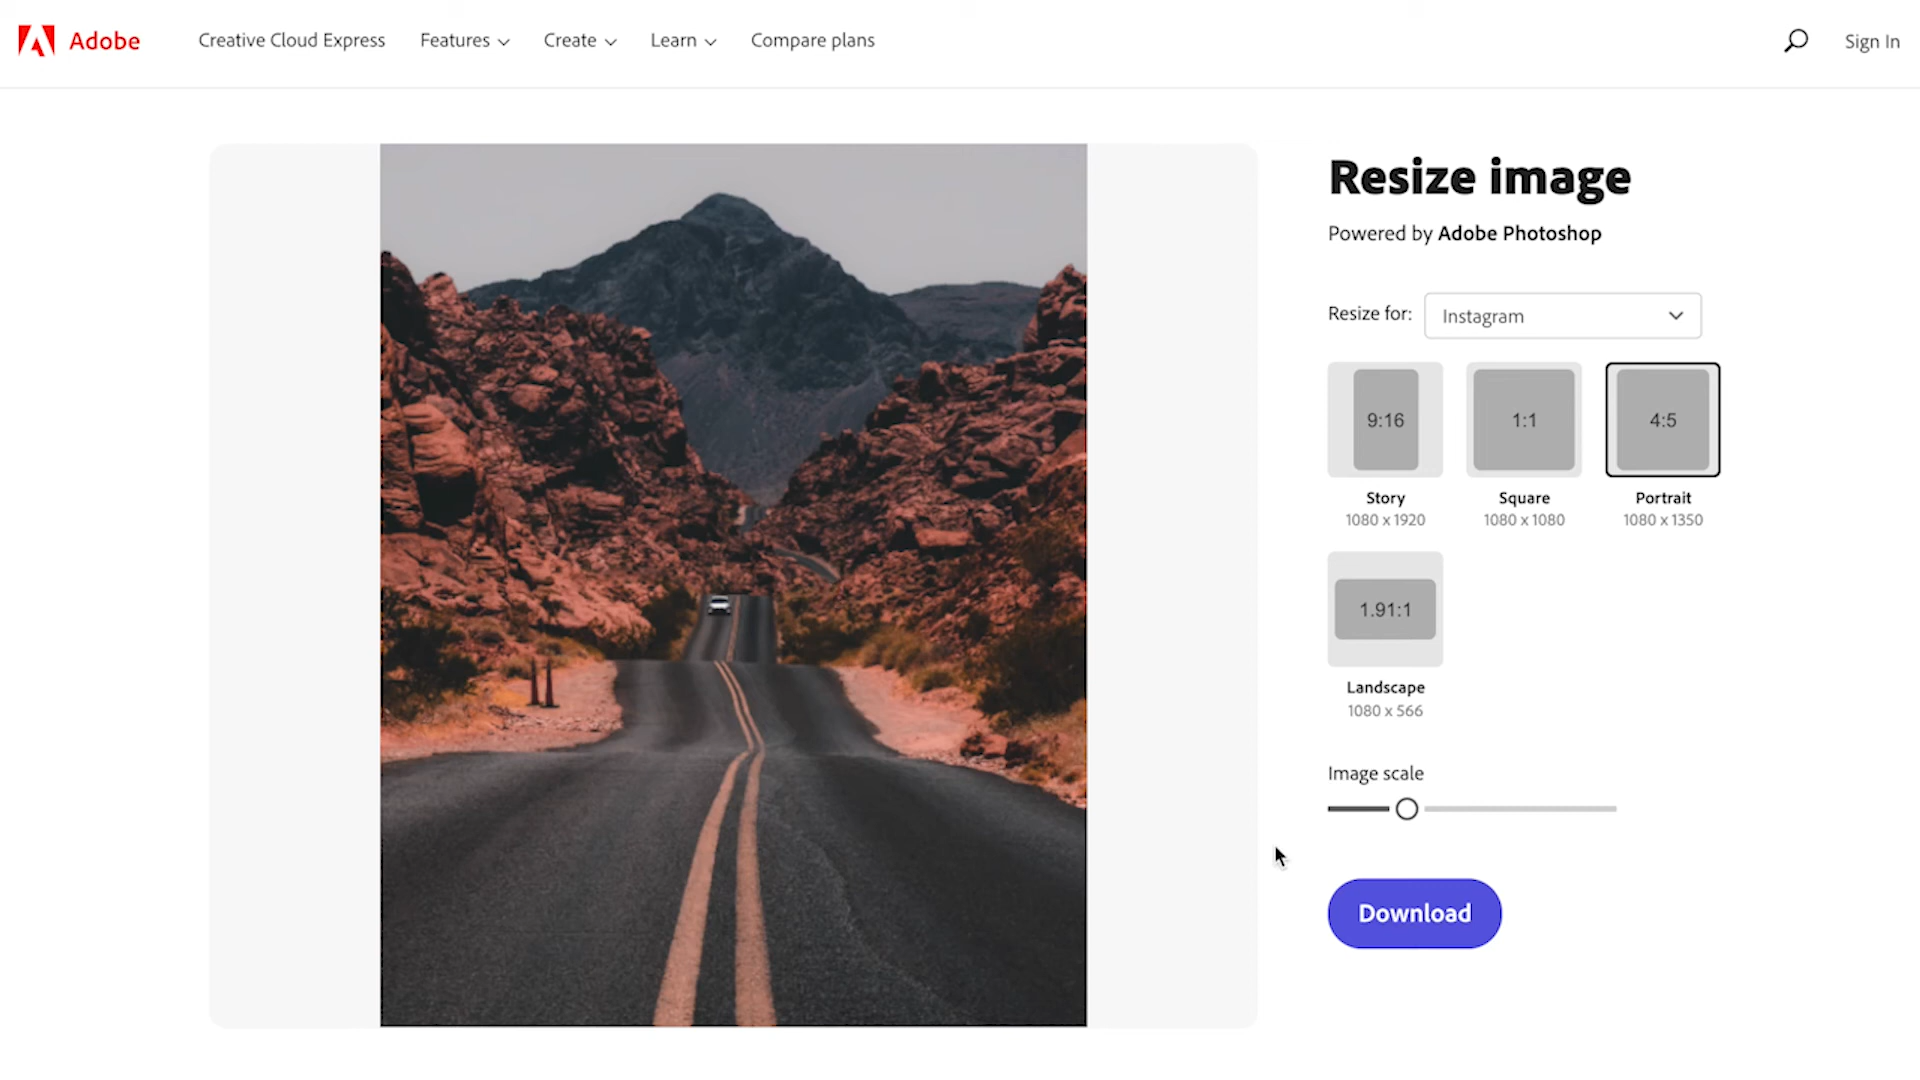 Adobe
Creative Cloud Express
Features
Create
Learn
Compare plans
Sign In
Resize image
Powered by Adobe Photoshop
Resize for:
Instagram
9:16
1:1
4:5
Story
Square
Portrait
1080 x 1920
1080 x 1080
1080 x 1350
1.91:1
Landscape
1080 x 566
Image scale
Download